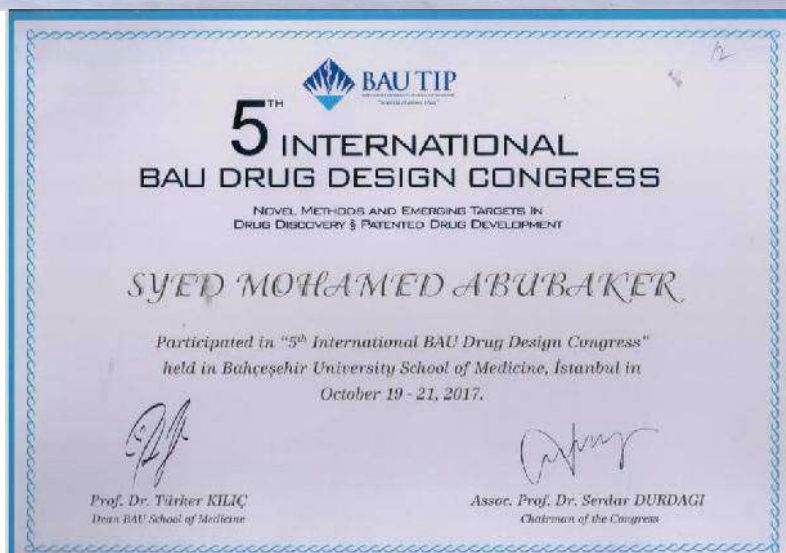 12
BAU TIP
5TH INTERNATIONAL
BAU DRUG DESIGN CONGRESS
NOVEL METHODS AND EMERGING TARGETS IN
DRUG DISCOVERY § PATENTED DRUG DEVELOPMENT
SYED MOHAMED ABUBAKER
Participated in “5th International BAU Drug Design Congress”
held in Bahçeşehir University School of Medicine, İstanbul in
October 19 - 21, 2017.
Prof. Dr. Türker KILIÇ
Dean BAU School of Medicine
Assoc. Prof. Dr. Serdar DURDAGI
Chairman of the Congress